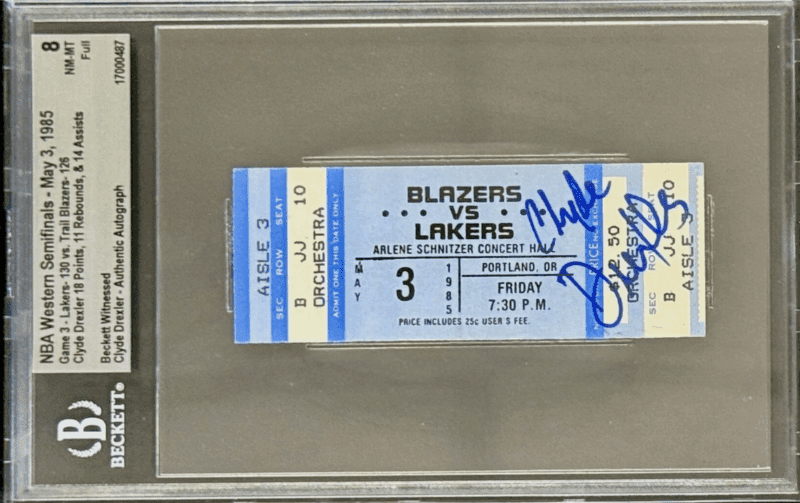 NBA Western Semifinals - May 3, 1985
Game 3 - Lakers- 130 vs. Trail Blazers- 126
Clyde Drexler 18 Points, 11 Rebounds, & 14 Assists
Beckett Witnessed
Clyde Drexler - Authentic Autograph
8
NM-MT
Full
17000487
B
BECKETT®
AISLE 3
SEC ROW SEAT
B JJ 10
ORCHESTRA
ADMIT ONE THIS DATE ONLY
BLAZERS
VS
LAKERS
ARLENE SCHNITZER CONCERT HALL
MAY
3
1985
PORTLAND, OR
FRIDAY
7:30 P.M.
PRICE INCLUDES 25c USER'S FEE.
Clyde
Drexler
PRICE
$12.50
ORCHESTRA
SEC
B JJ 10
AISLE 3